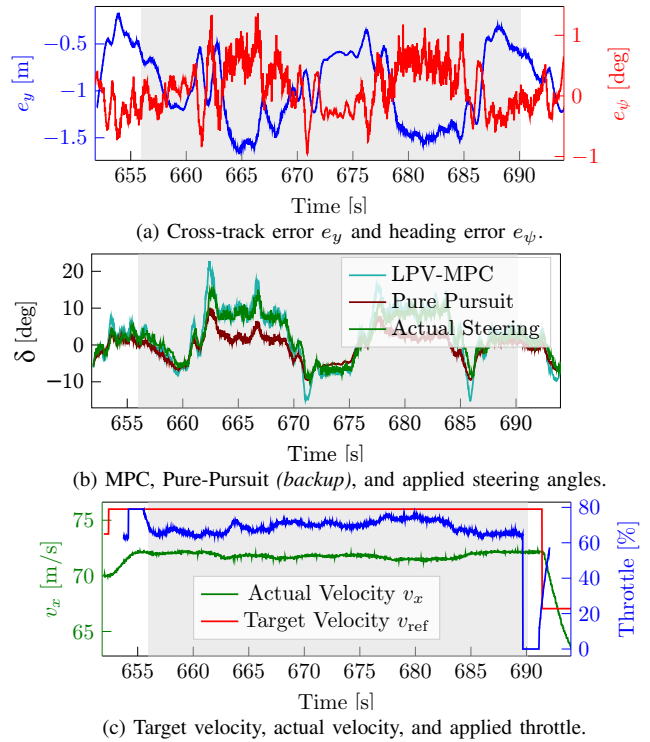 −0.5
−1
−1.5
e_y [m]
1
0
−1
e_ψ [deg]
655 660 665 670 675 680 685 690
Time [s]
(a) Cross-track error e_y and heading error e_ψ.
20
10
0
−10
δ [deg]
LPV-MPC
Pure Pursuit
Actual Steering
655 660 665 670 675 680 685 690
Time [s]
(b) MPC, Pure-Pursuit (backup), and applied steering angles.
75
70
65
v_x [m/s]
80
60
40
20
0
Throttle [%]
Actual Velocity v_x
Target Velocity v_ref
655 660 665 670 675 680 685 690
Time [s]
(c) Target velocity, actual velocity, and applied throttle.